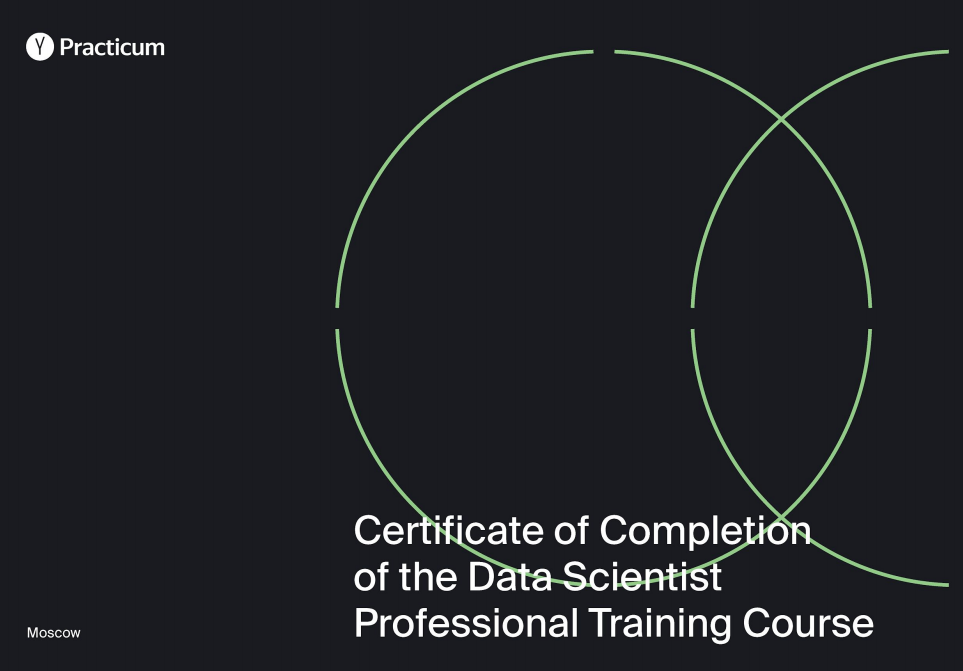 Practicum
Certificate of Completion
of the Data Scientist
Professional Training Course
Moscow